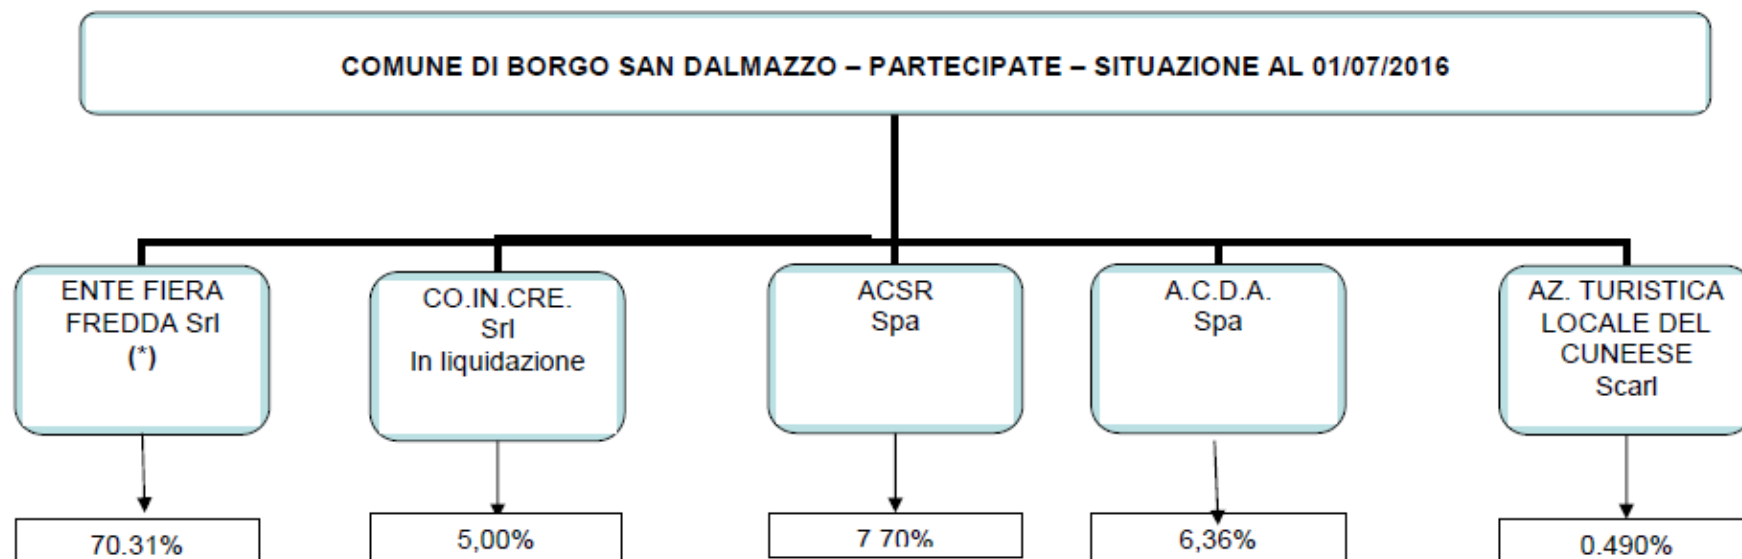 COMUNE DI BORGO SAN DALMAZZO – PARTECIPATE – SITUAZIONE AL 01/07/2016
ENTE FIERA
FREDDA Srl
(*)
CO.IN.CRE.
Srl
In liquidazione
ACSR
Spa
A.C.D.A.
Spa
AZ. TURISTICA
LOCALE DEL
CUNEESE
Scarl
70.31%
5,00%
7 70%
6,36%
0.490%